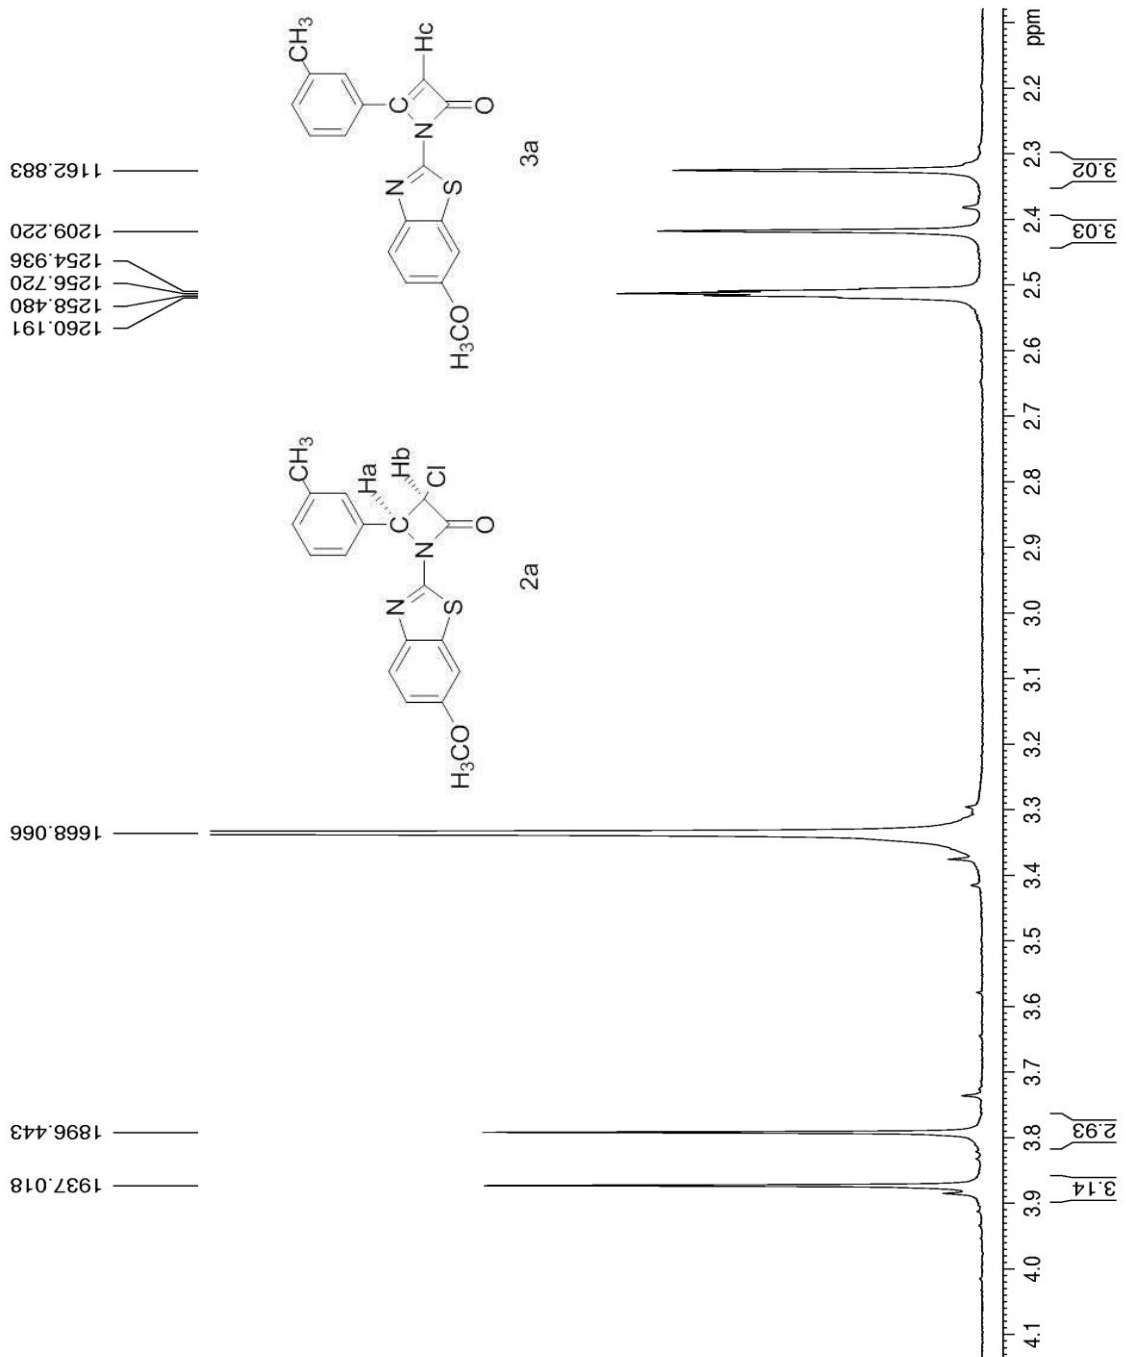 1937.018
1896.443
1668.066
1260.191
1258.480
1256.720
1254.936
1209.220
1162.883
H₃CO
N
S
N
C
O
Ha
Hb
Cl
CH₃
2a
H₃CO
N
S
N
C
O
Hc
CH₃
3a
4.1 4.0 3.9 3.8 3.7 3.6 3.5 3.4 3.3 3.2 3.1 3.0 2.9 2.8 2.7 2.6 2.5 2.4 2.3 2.2 ppm
3.14
2.93
3.03
3.02